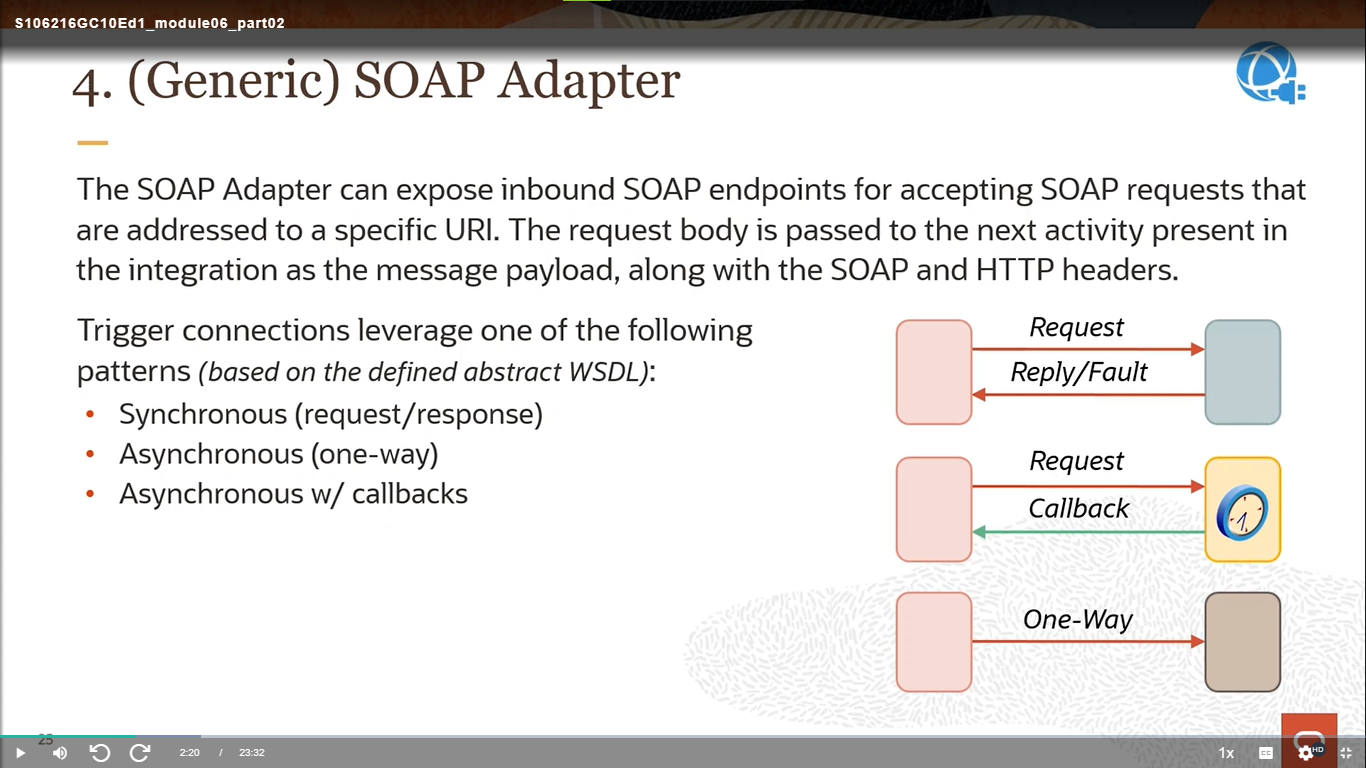 S106216GC10Ed1_module06_part02
4. (Generic) SOAP Adapter
The SOAP Adapter can expose inbound SOAP endpoints for accepting SOAP requests that
are addressed to a specific URI. The request body is passed to the next activity present in
the integration as the message payload, along with the SOAP and HTTP headers.
Trigger connections leverage one of the following
patterns (based on the defined abstract WSDL):
• Synchronous (request/response)
• Asynchronous (one-way)
• Asynchronous w/ callbacks
Request
Reply/Fault
Request
Callback
One-Way
25
2:20 / 23:32
1x
CC
HD